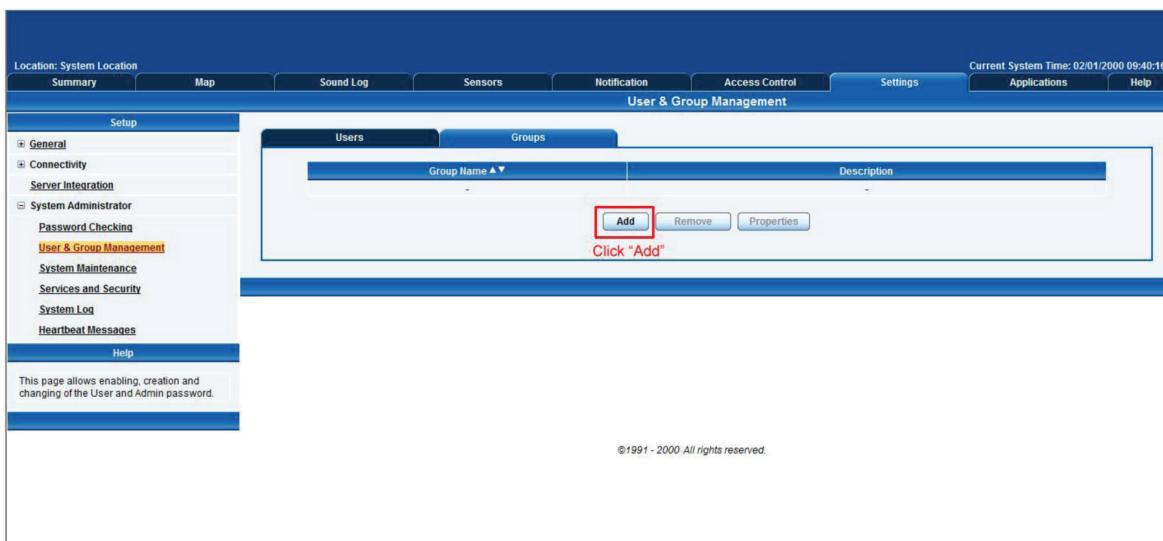 Location: System Location
Current System Time: 02/01/2000 09:40:16
Summary Map Sound Log Sensors Notification Access Control Settings Applications Help
User & Group Management
Setup
General
Connectivity
Server Integration
System Administrator
Password Checking
User & Group Management
System Maintenance
Services and Security
System Log
Heartbeat Messages
Help
This page allows enabling, creation and
changing of the User and Admin password.
Users Groups
Group Name ▲▼ Description
- -
Add Remove Properties
Click "Add"
©1991 - 2000 All rights reserved.